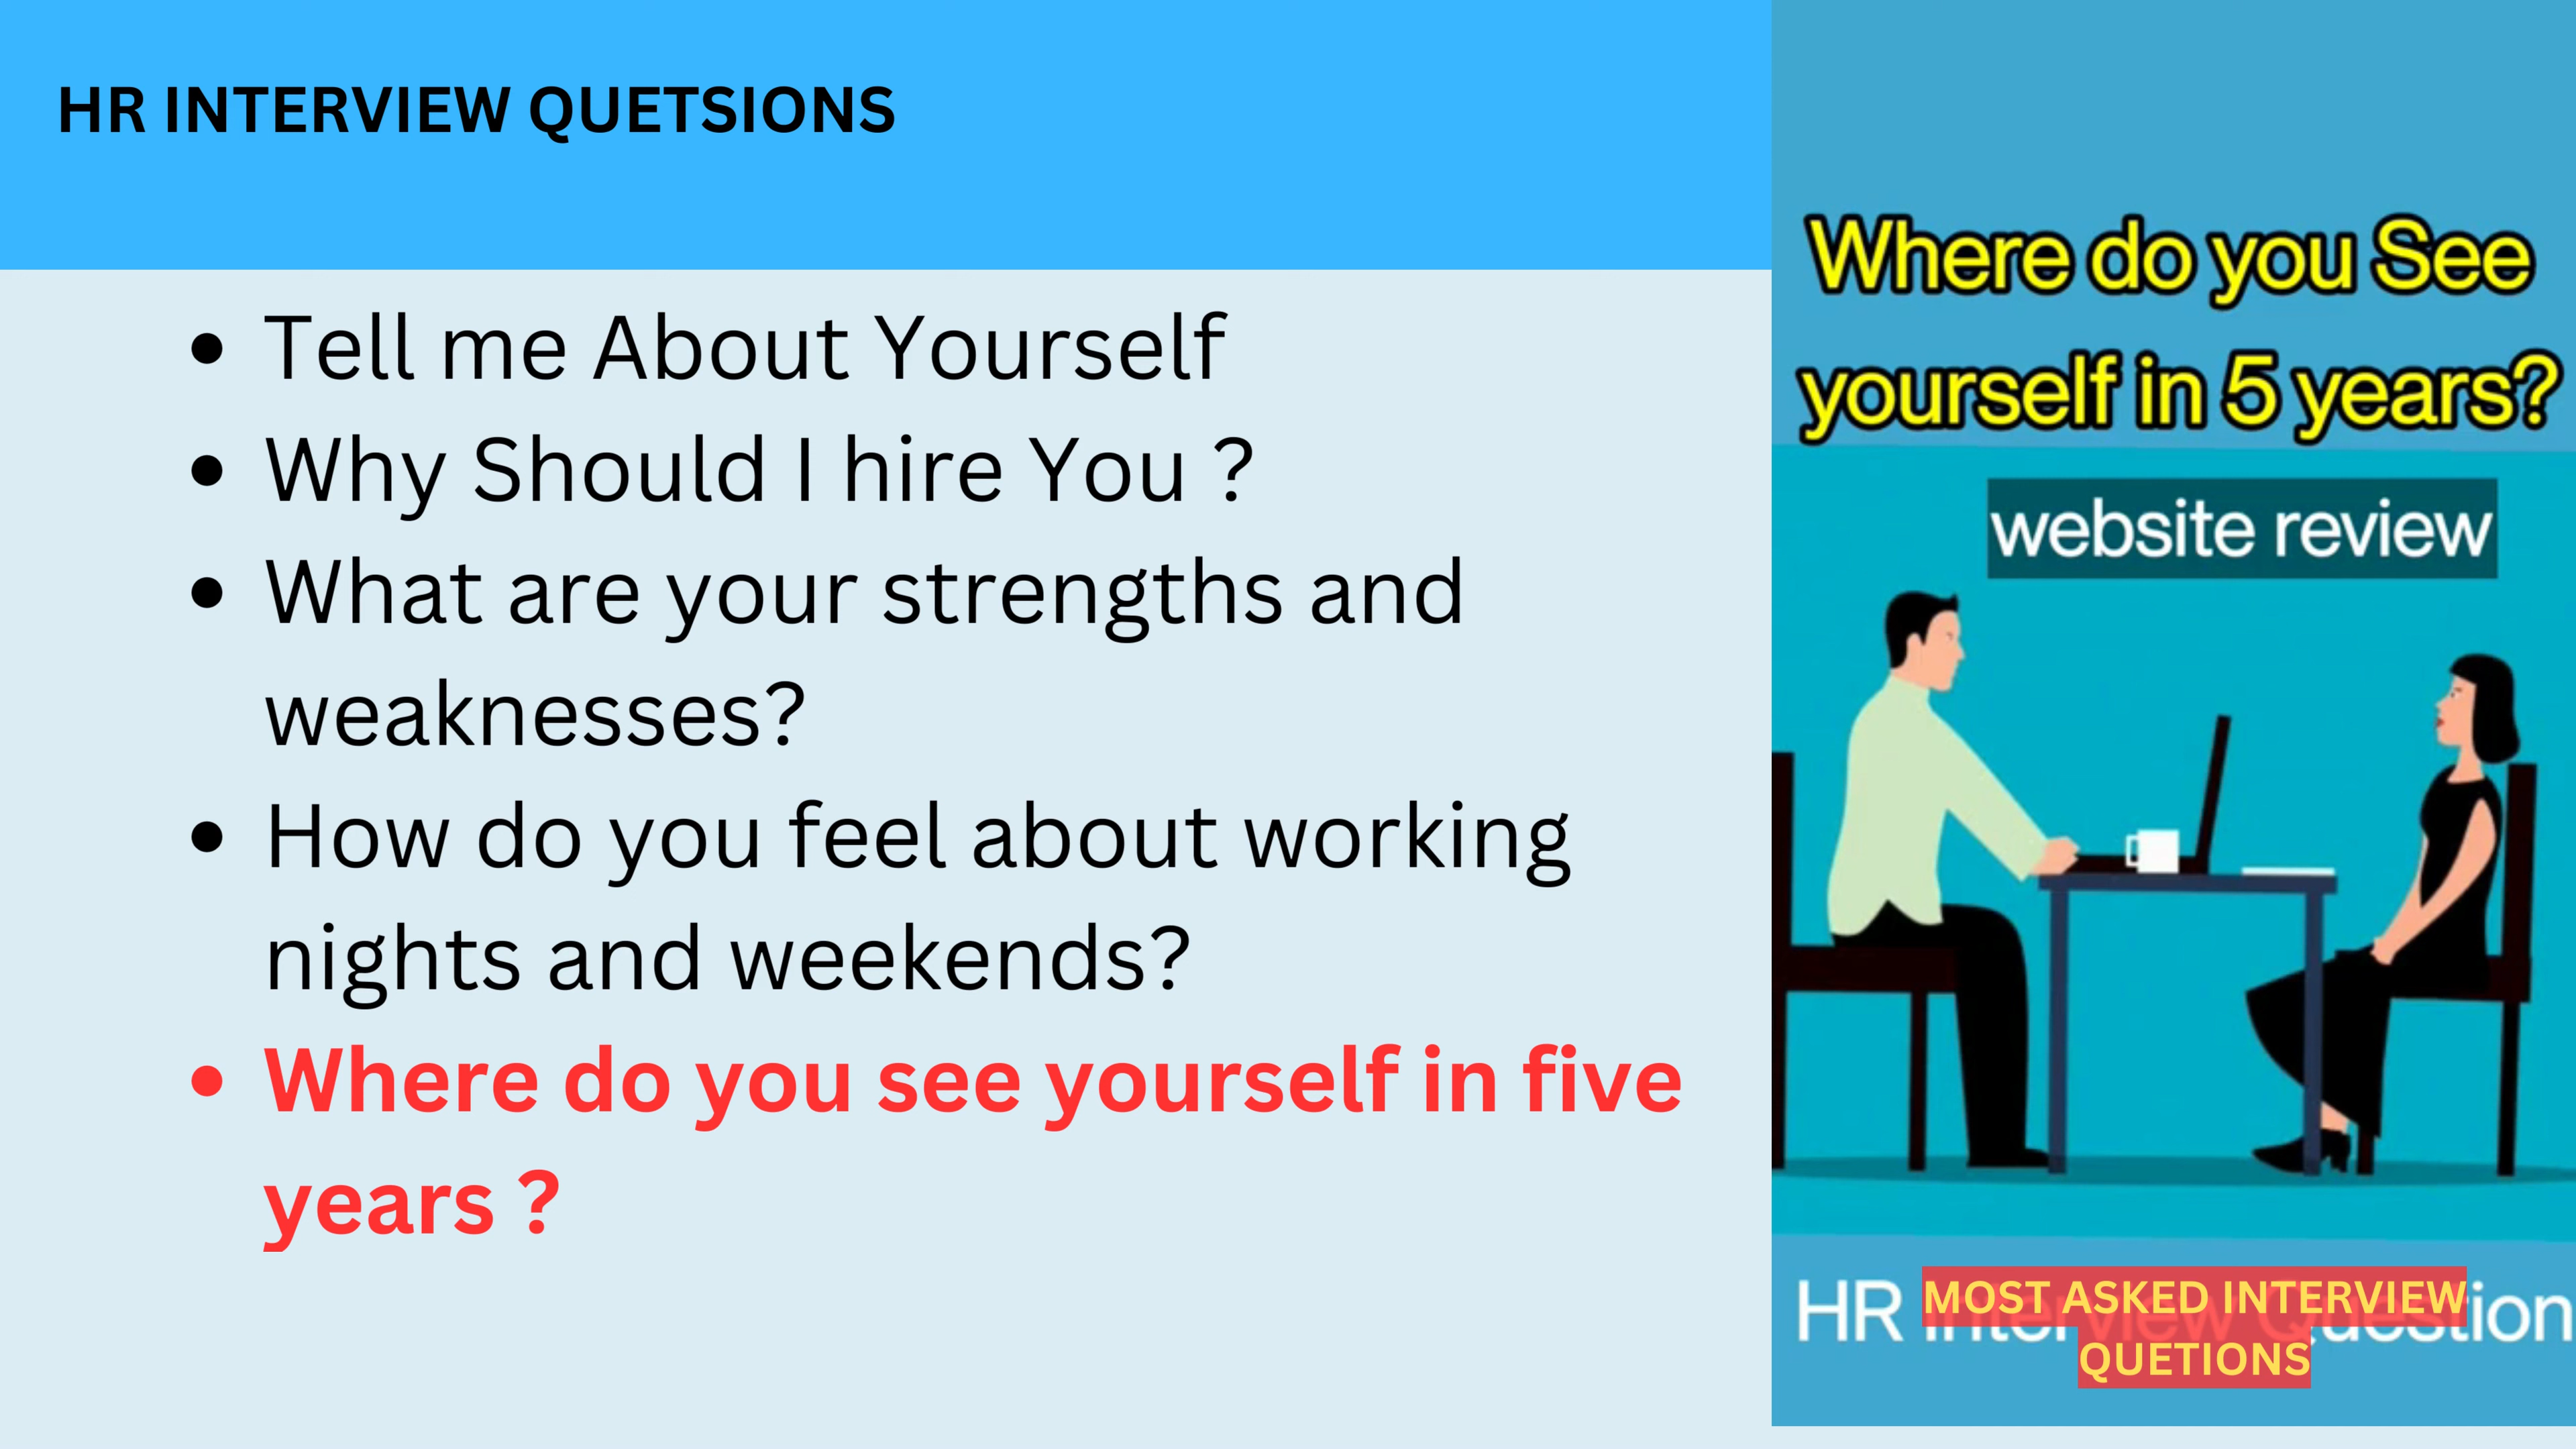 HR INTERVIEW QUETSIONS
Tell me About Yourself
Why Should I hire You ?
What are your strengths and
weaknesses?
How do you feel about working
nights and weekends?
Where do you see yourself in five
years ?
Where do you See
yourself in 5 years?
website review
HR Interview Question
MOST ASKED INTERVIEW
QUETIONS